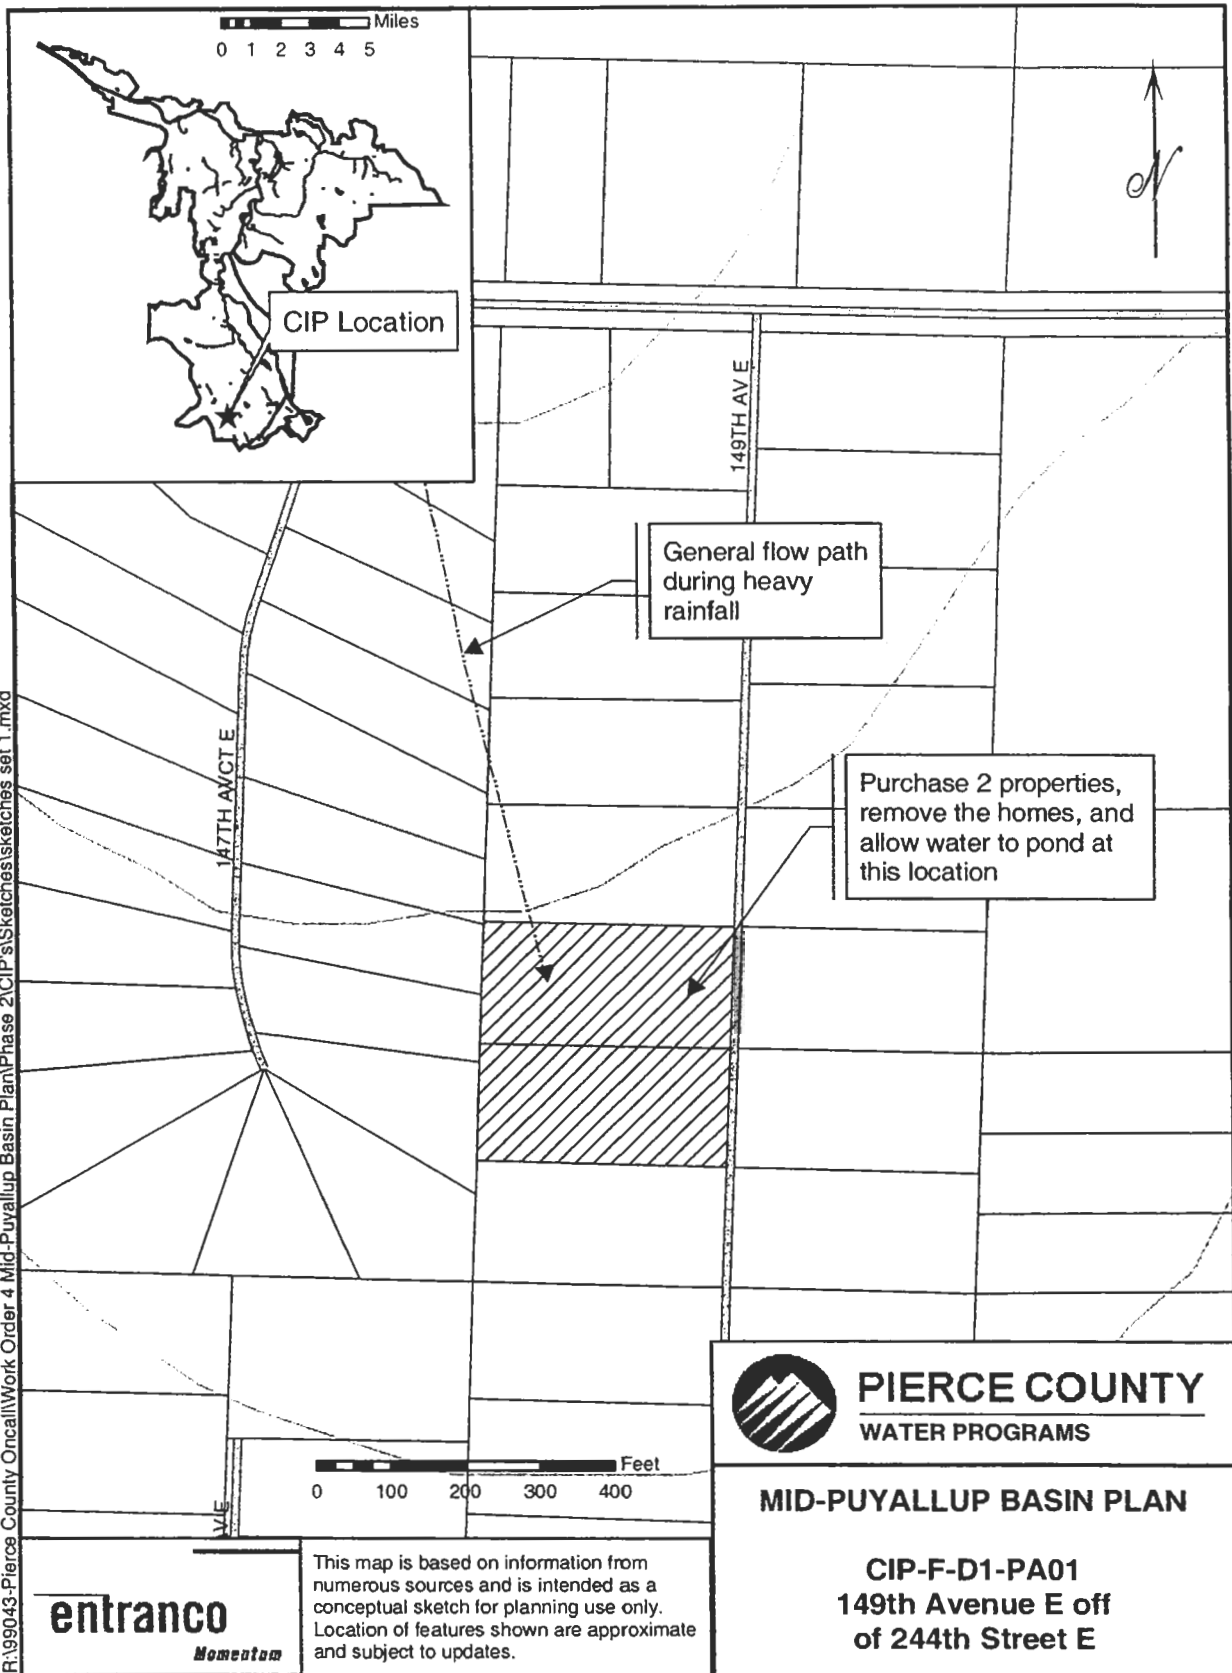 Miles
0 1 2 3 4 5
CIP Location
N
149TH AV E
General flow path
during heavy
rainfall
147TH AVCT E
Purchase 2 properties,
remove the homes, and
allow water to pond at
this location
R:\99043-Pierce County Oncall\Work Order 4 Mid-Puyallup Basin Plan\Phase 2\CIP's\Sketches\sketches set 1.mxd
Feet
0 100 200 300 400
V E
PIERCE COUNTY
WATER PROGRAMS
MID-PUYALLUP BASIN PLAN
CIP-F-D1-PA01
149th Avenue E off
of 244th Street E
entranco
Momentum
This map is based on information from
numerous sources and is intended as a
conceptual sketch for planning use only.
Location of features shown are approximate
and subject to updates.